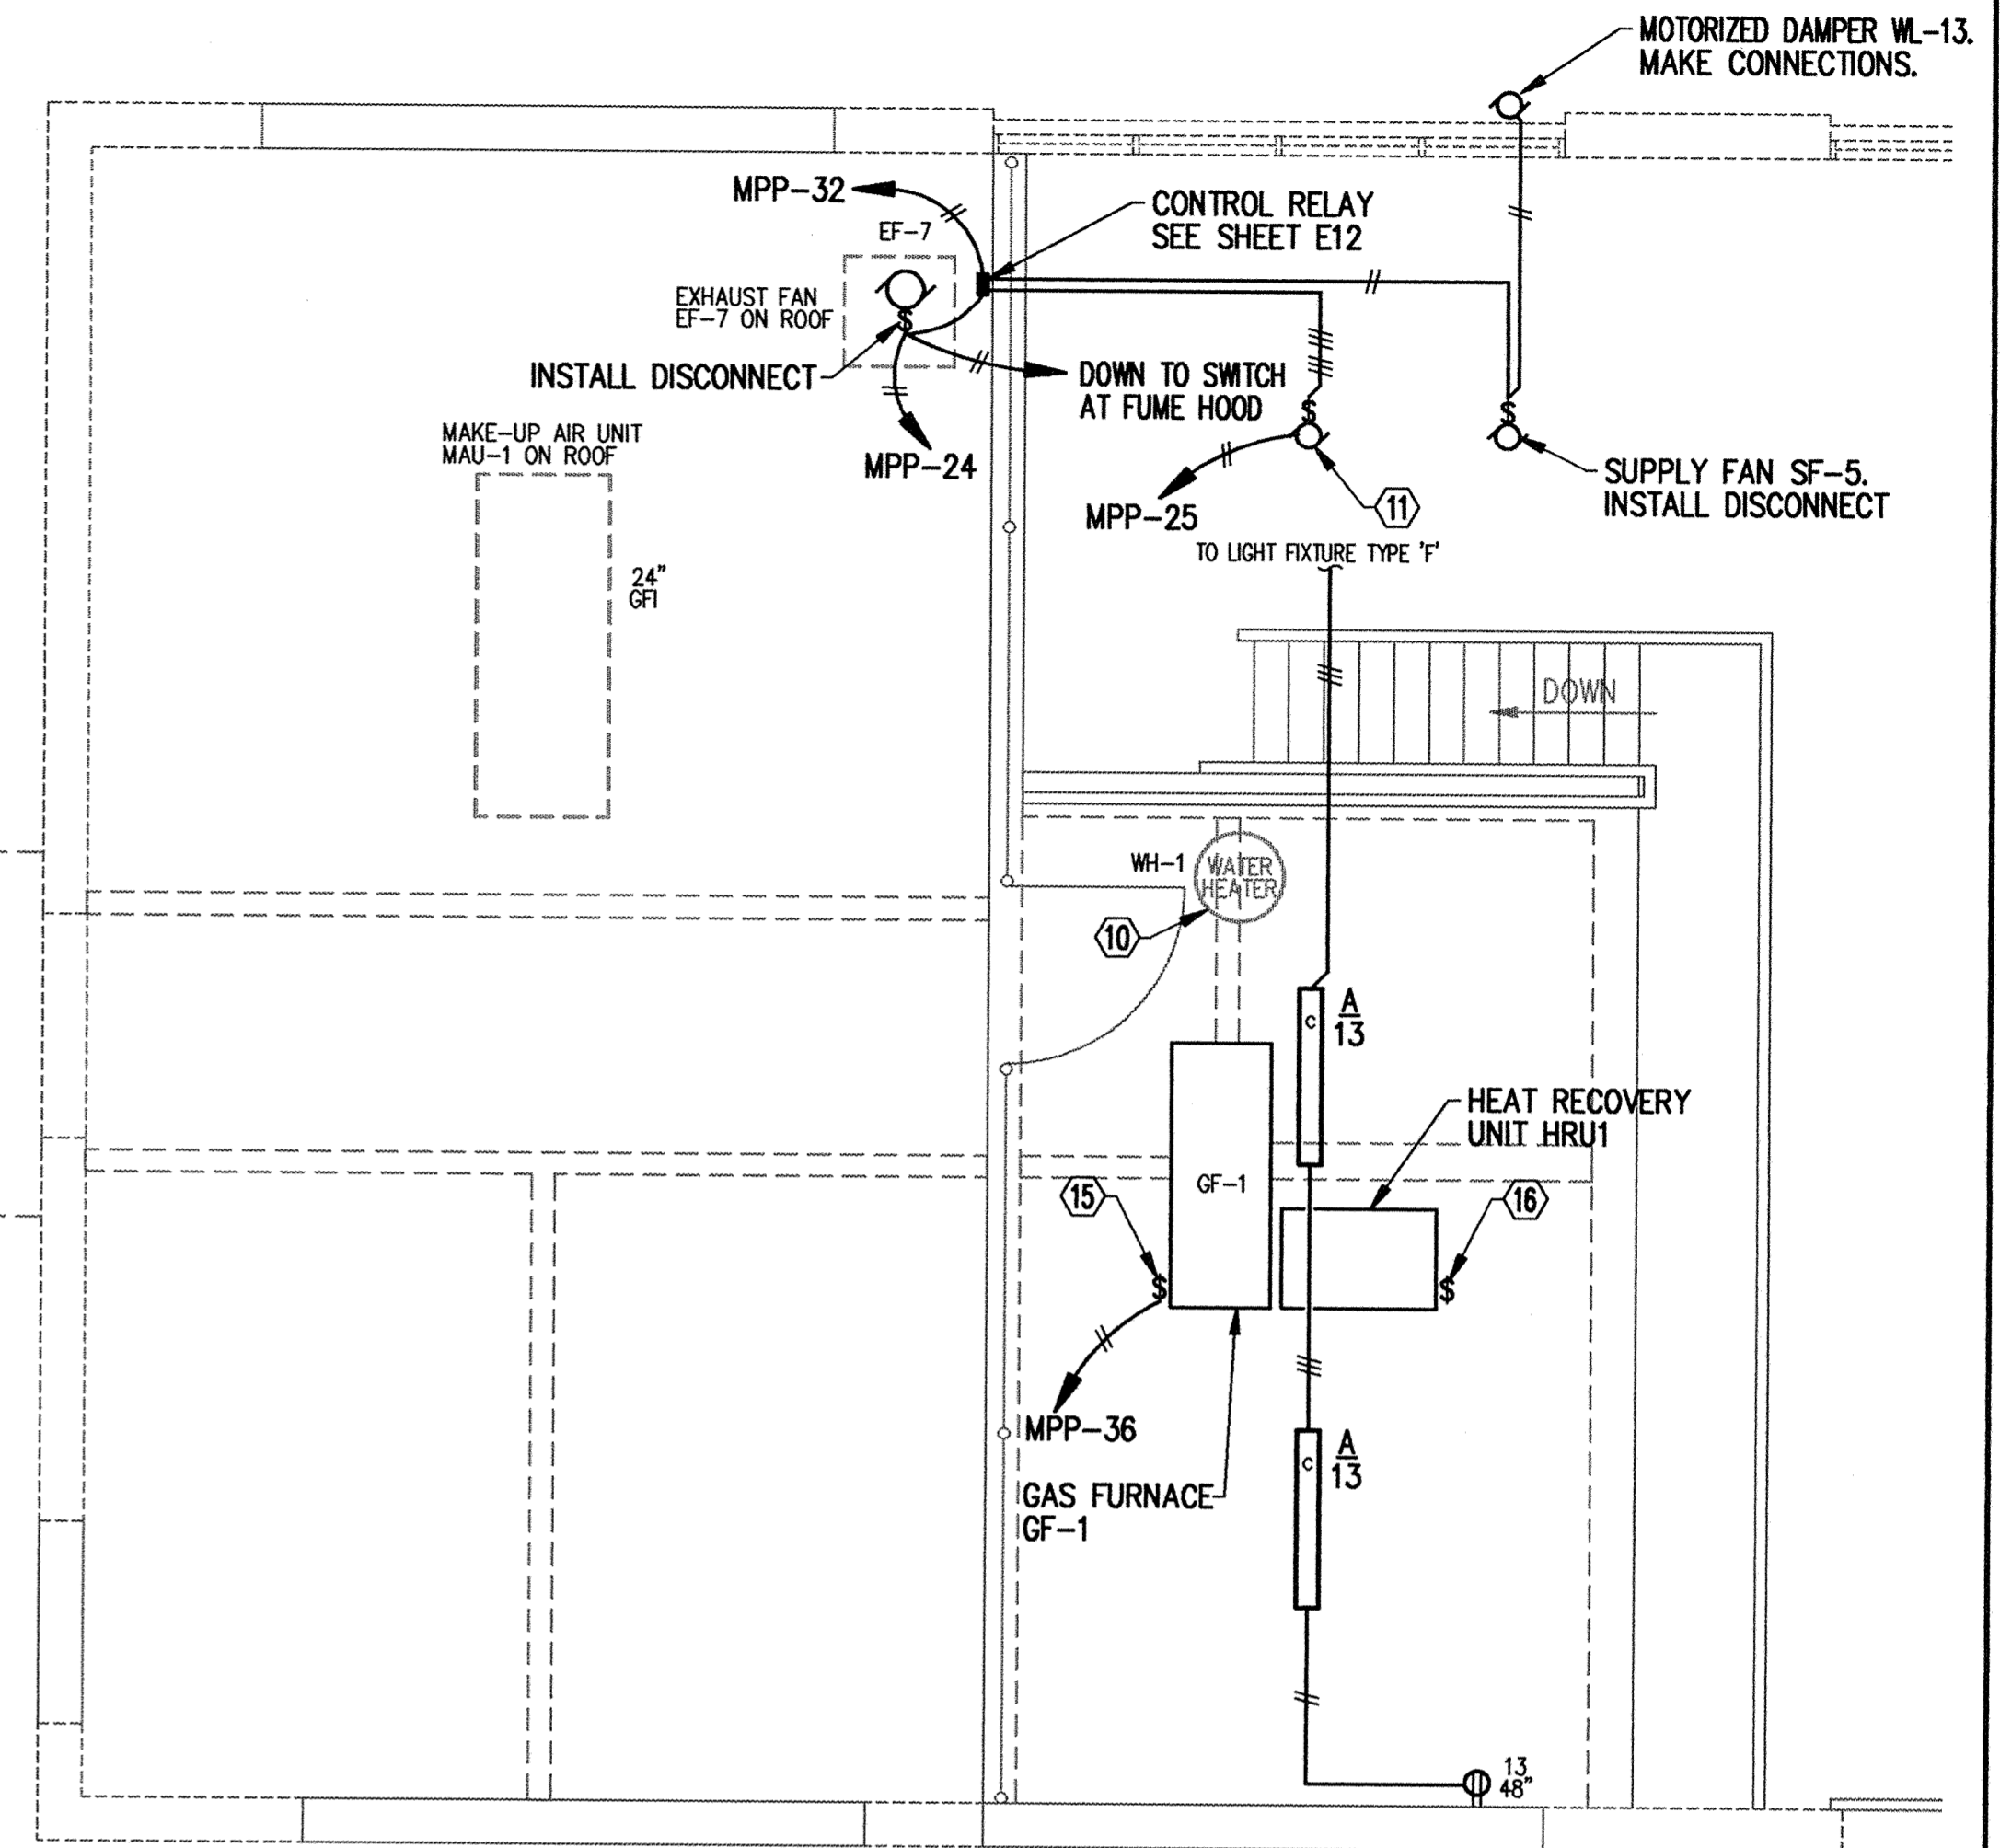 MOTORIZED DAMPER WL-13.
MAKE CONNECTIONS.
MPP-32
CONTROL RELAY
SEE SHEET E12
EF-7
EXHAUST FAN
EF-7 ON ROOF
$
INSTALL DISCONNECT
DOWN TO SWITCH
AT FUME HOOD
MPP-24
$
$
MAKE-UP AIR UNIT
MAU-1 ON ROOF
SUPPLY FAN SF-5.
INSTALL DISCONNECT
MPP-25
11
TO LIGHT FIXTURE TYPE 'F'
24"
GFI
DOWN
WH-1
WATER
HEATER
10
C
A
13
HEAT RECOVERY
UNIT HRU1
GF-1
15
16
$
$
MPP-36
C
A
13
GAS FURNACE
GF-1
13
48"